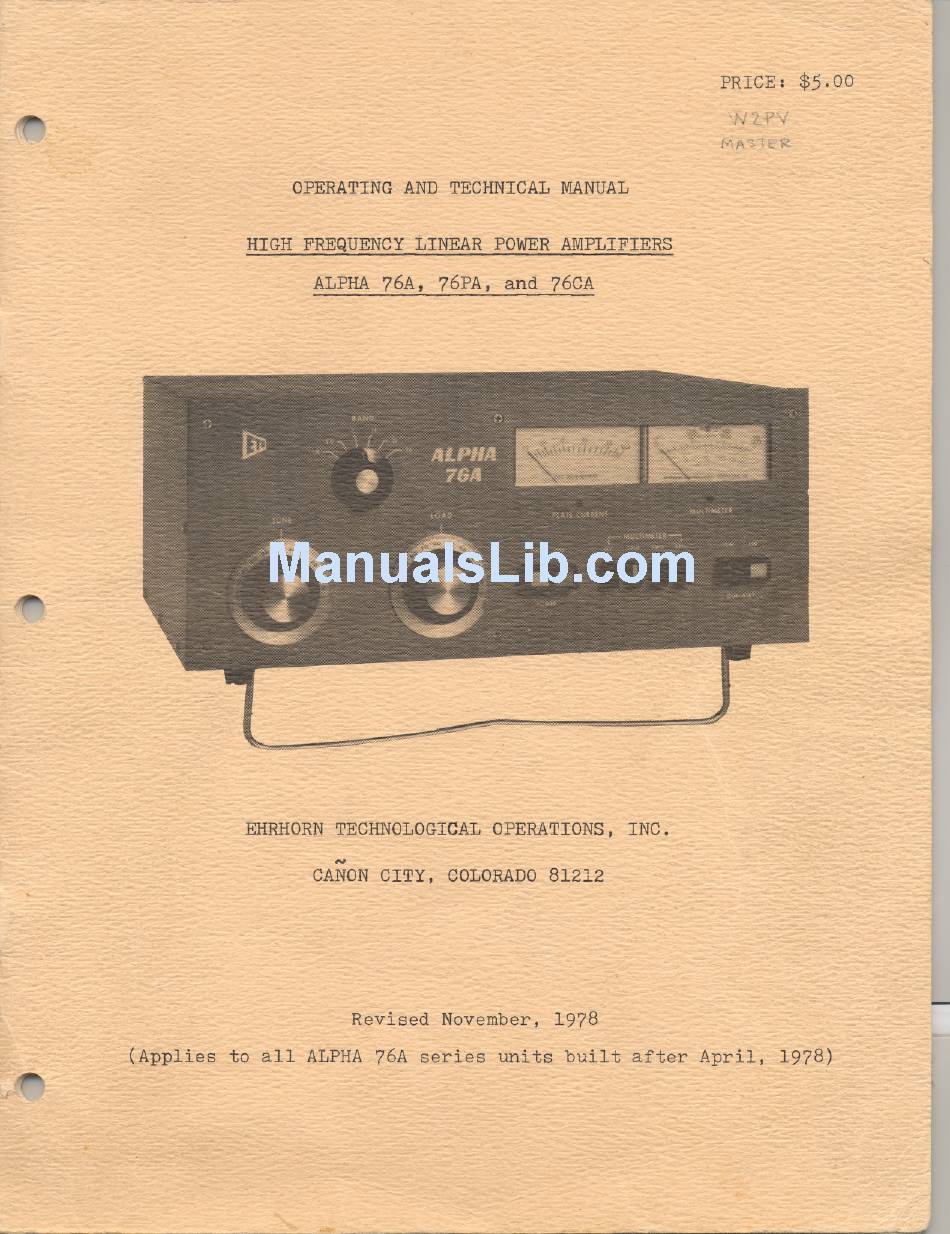 PRICE: $5.00
W2PV
MASTER
OPERATING AND TECHNICAL MANUAL
HIGH FREQUENCY LINEAR POWER AMPLIFIERS
ALPHA 76A, 76PA, and 76CA
BAND
ALPHA
76A
PLATE CURRENT
MULTIMETER
TUNE
LOAD
MULTIMETER
ManualsLib.com
EHRHORN TECHNOLOGICAL OPERATIONS, INC.
CAÑON CITY, COLORADO 81212
Revised November, 1978
(Applies to all ALPHA 76A series units built after April, 1978)